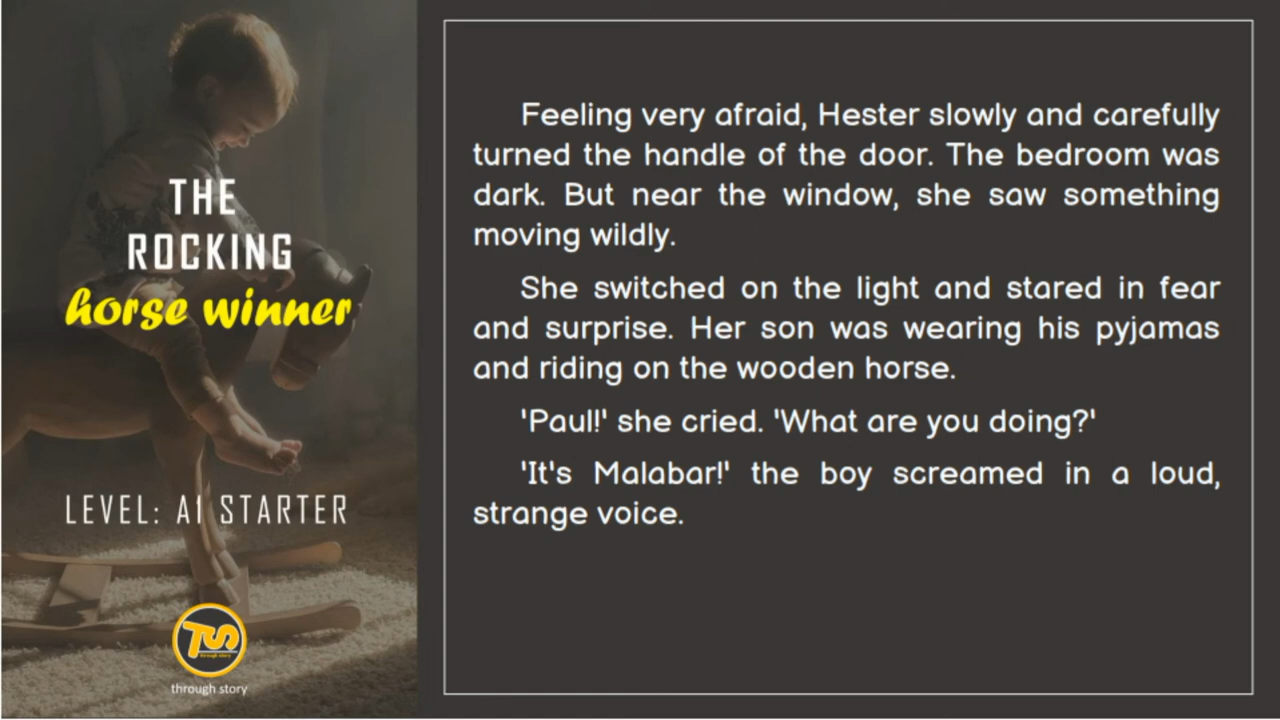 THE
ROCKING
horse winner
LEVEL: A1 STARTER
TS
through story
through story
Feeling very afraid, Hester slowly and carefully
turned the handle of the door. The bedroom was
dark. But near the window, she saw something
moving wildly.
She switched on the light and stared in fear
and surprise. Her son was wearing his pyjamas
and riding on the wooden horse.
'Paul!' she cried. 'What are you doing?'
'It's Malabar!' the boy screamed in a loud,
strange voice.